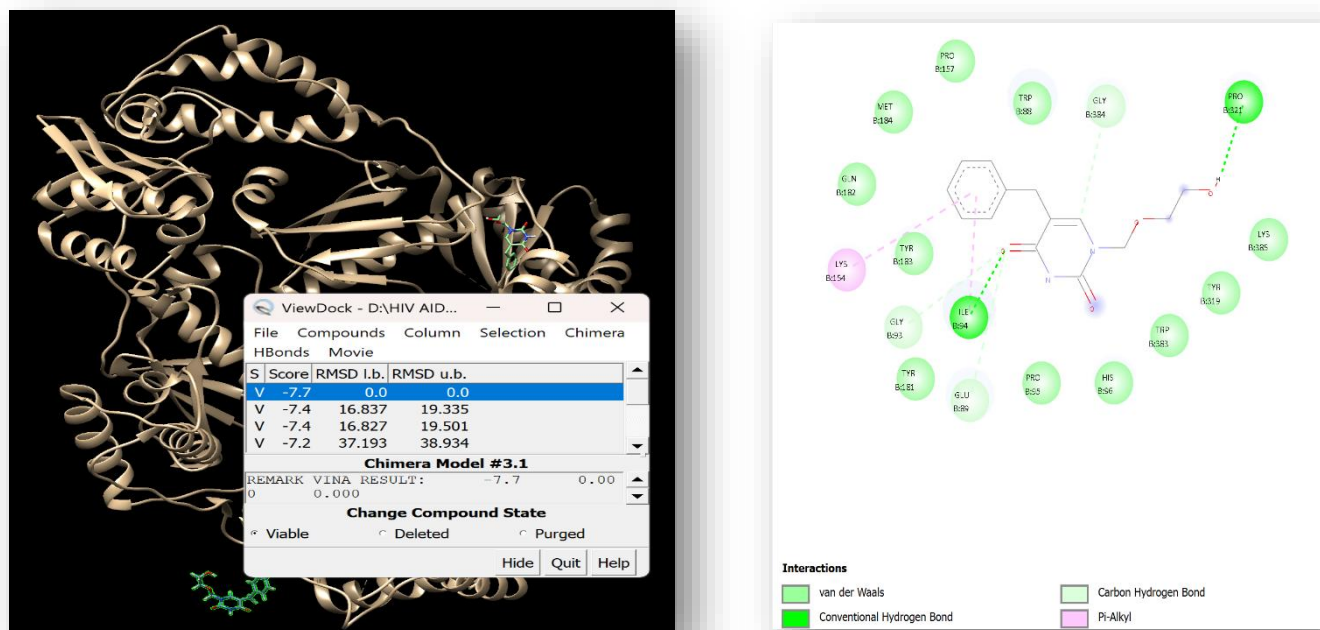 ViewDock - D:\HIV AID...
File Compounds Column Selection Chimera
HBonds Movie
S Score RMSD l.b. RMSD u.b.
V -7.7 0.0 0.0
V -7.4 16.837 19.335
V -7.4 16.827 19.501
V -7.2 37.193 38.934
Chimera Model #3.1
REMARK VINA RESULT: -7.7 0.00
0 0.000
Change Compound State
Viable Deleted Purged
Hide Quit Help
PRO
B:157
TRP
B:88
GLY
B:384
PRO
B:321
MET
B:184
GLN
B:182
TYR
B:183
LYS
B:154
GLY
B:93
ILE
B:94
TYR
B:181
GLU
B:89
PRO
B:95
HIS
B:96
TRP
B:383
TYR
B:319
LYS
B:385
H
O
O
N
N
O
O
Interactions
van der Waals
Conventional Hydrogen Bond
Carbon Hydrogen Bond
Pi-Alkyl